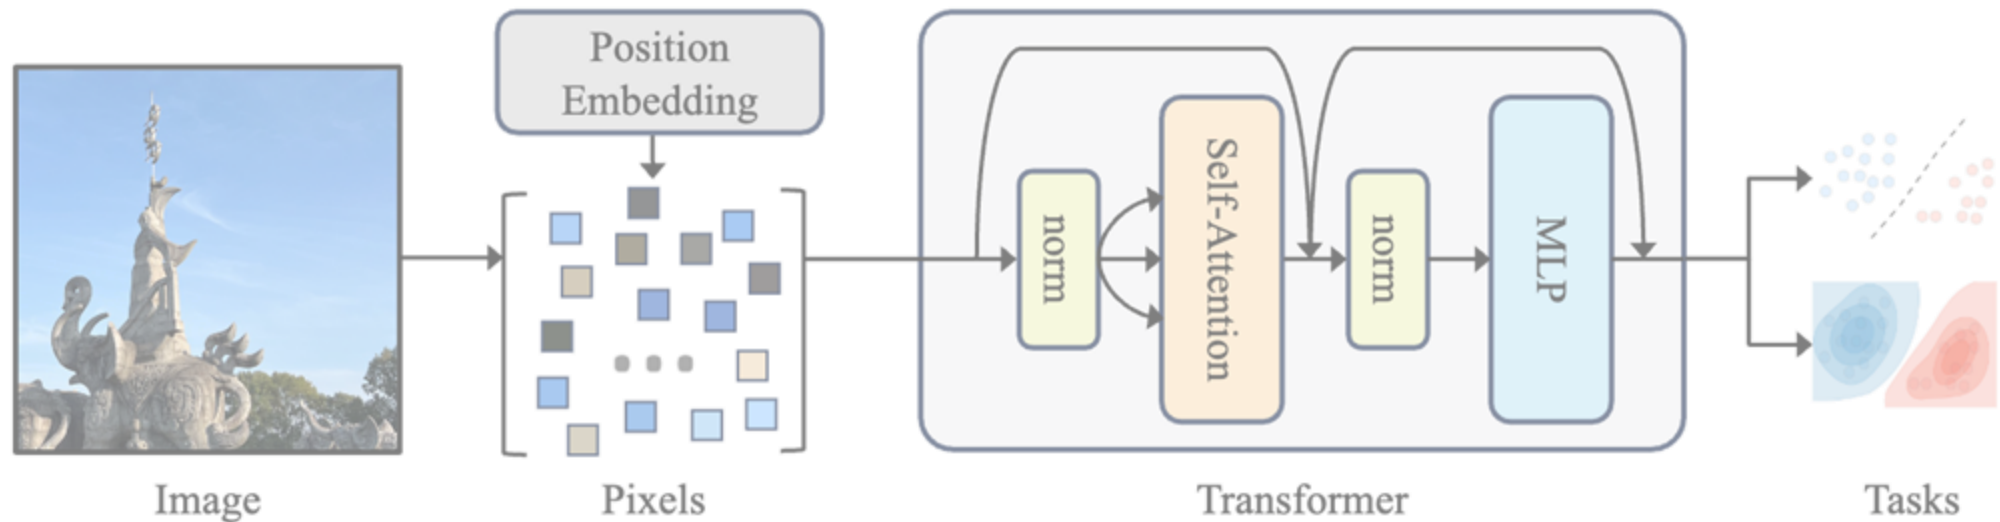 Position
Embedding
norm
Self-Attention
norm
MLP
Image
Pixels
Transformer
Tasks